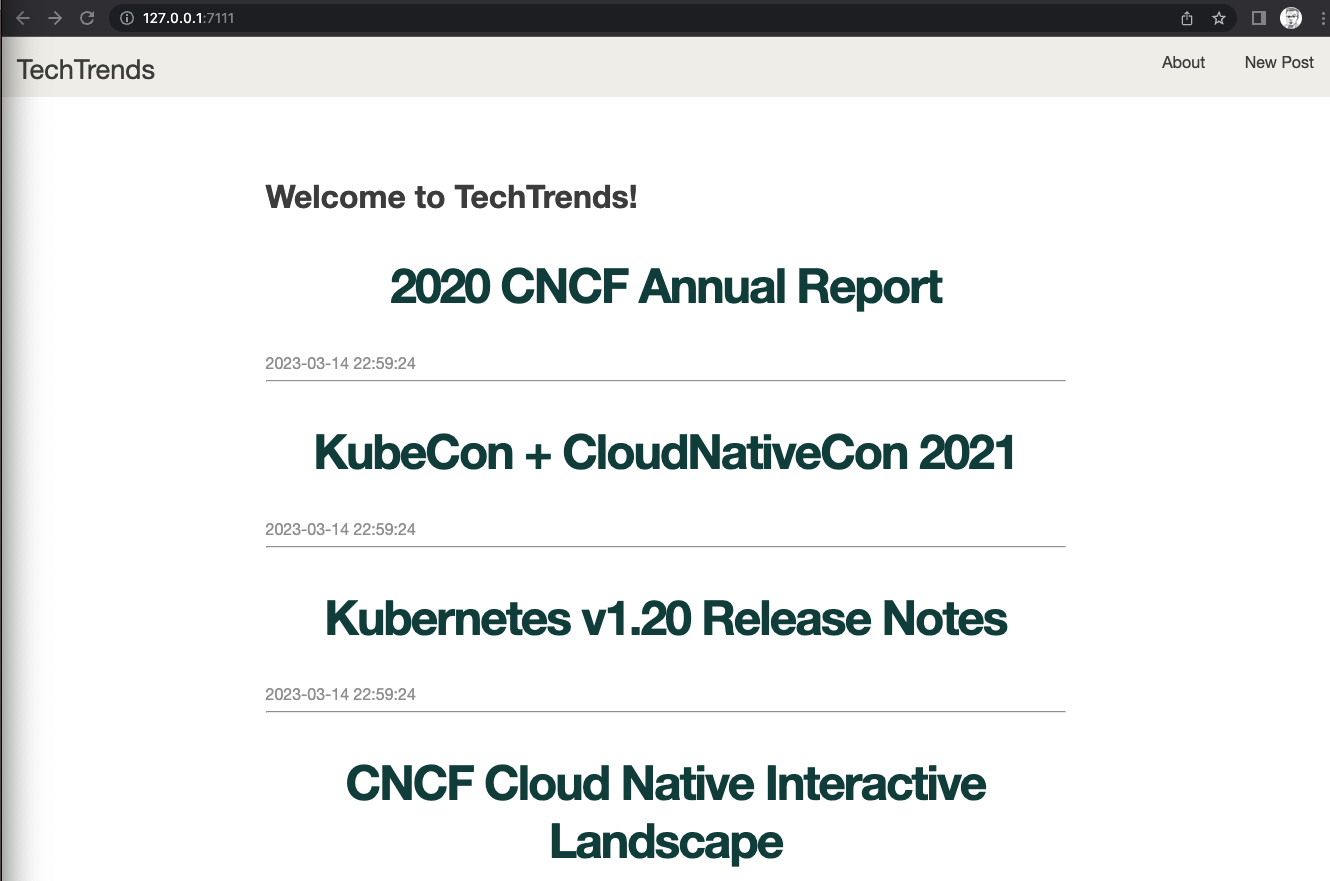 127.0.0.1:7111
TechTrends
About
New Post
Welcome to TechTrends!
2020 CNCF Annual Report
2023-03-14 22:59:24
KubeCon + CloudNativeCon 2021
2023-03-14 22:59:24
Kubernetes v1.20 Release Notes
2023-03-14 22:59:24
CNCF Cloud Native Interactive
Landscape